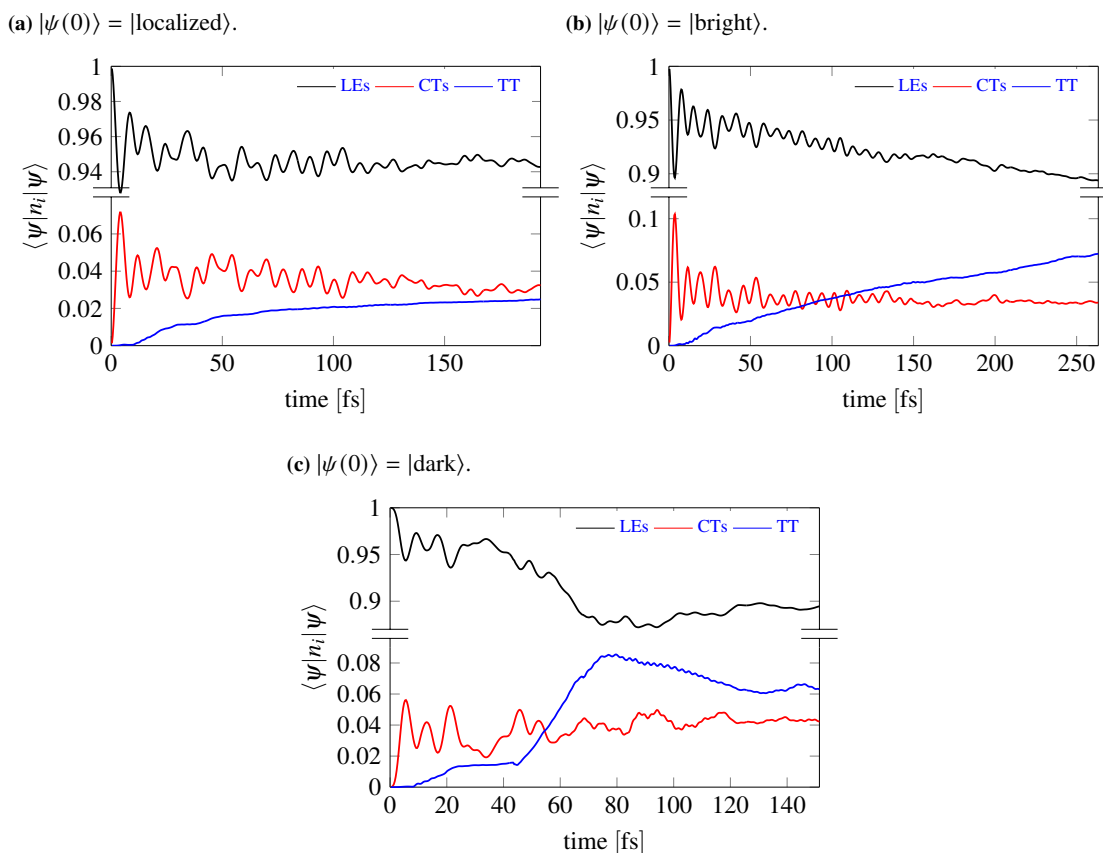 (a) |ψ(0)⟩ = |localized⟩.
(b) |ψ(0)⟩ = |bright⟩.
LEs CTs TT
1
0.98
0.96
0.94
0.06
0.04
0.02
0
⟨ψ|n_i|ψ⟩
0 50 100 150
time [fs]
LEs CTs TT
1
0.95
0.9
0.1
0.05
0
⟨ψ|n_i|ψ⟩
0 50 100 150 200 250
time [fs]
(c) |ψ(0)⟩ = |dark⟩.
LEs CTs TT
1
0.95
0.9
0.08
0.06
0.04
0.02
0
⟨ψ|n_i|ψ⟩
0 20 40 60 80 100 120 140
time [fs]